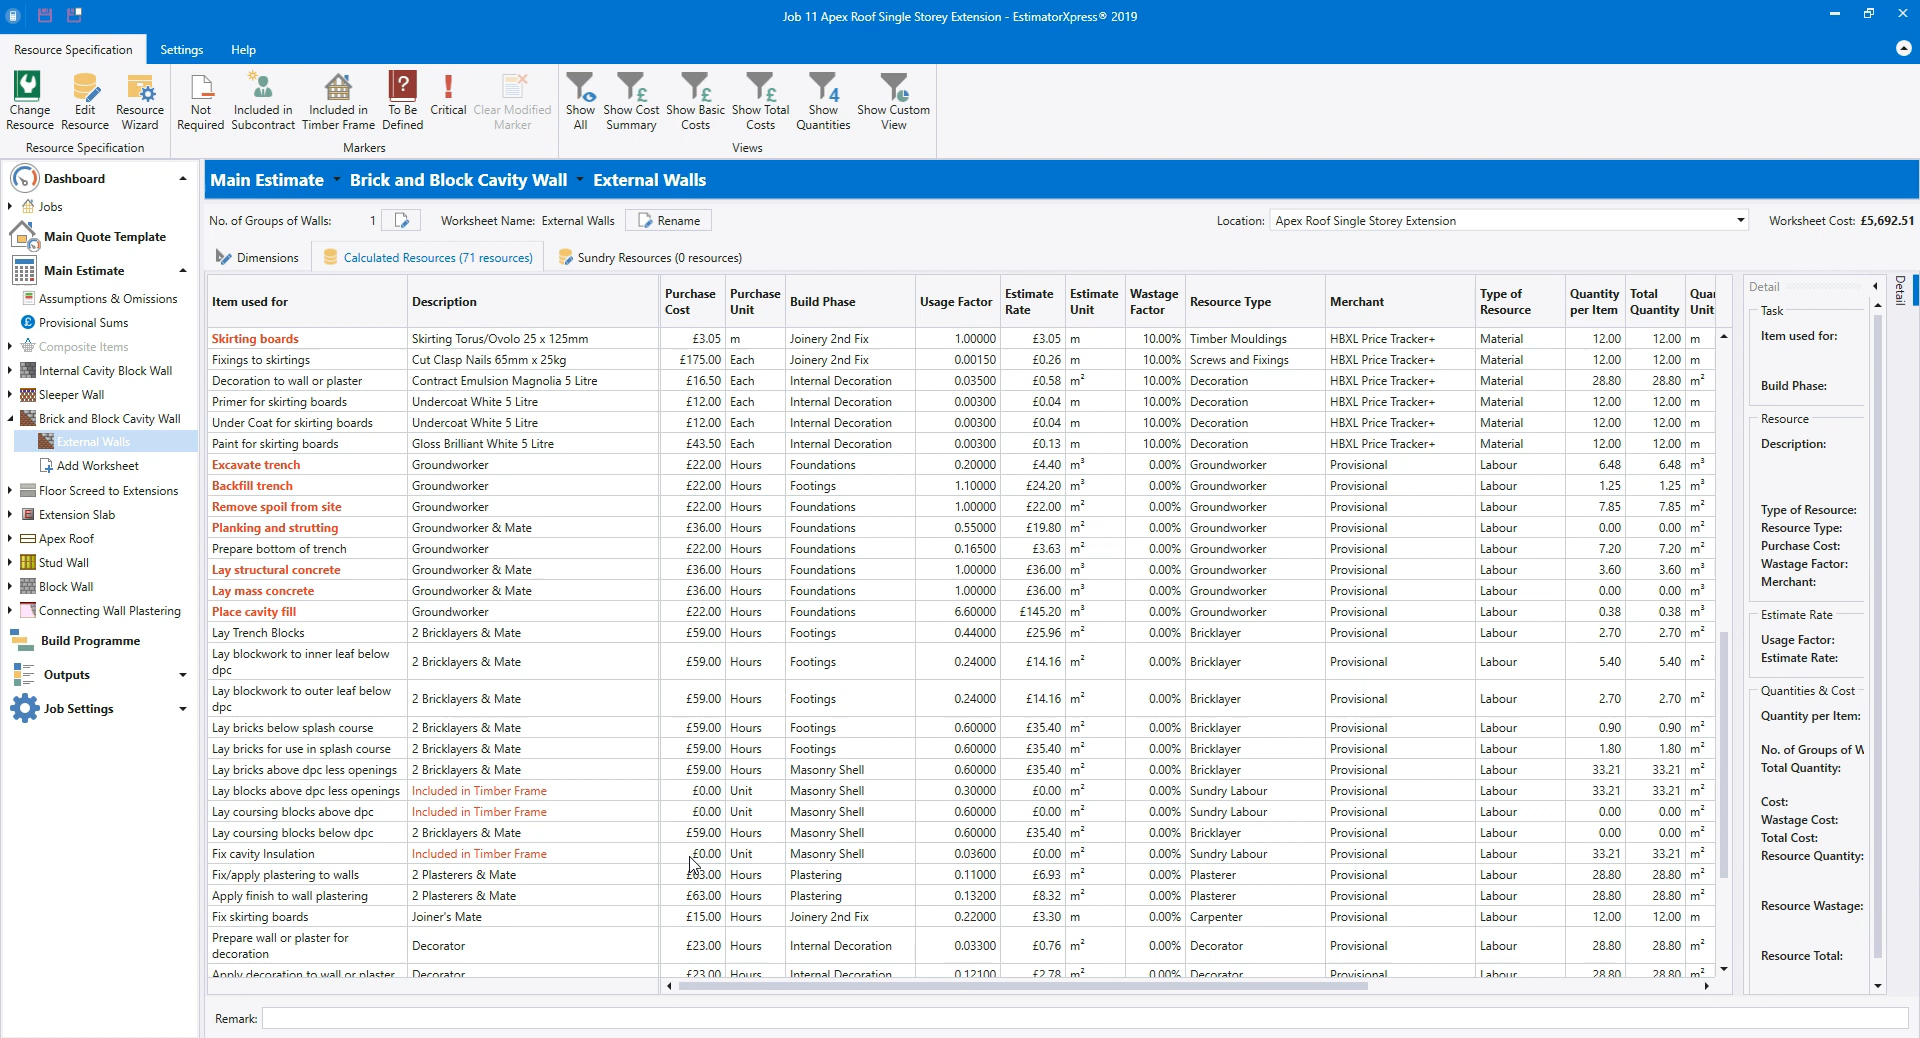 Job 11 Apex Roof Single Storey Extension - EstimatorXpress® 2019
Resource Specification Settings Help
Change Resource
Edit Resource
Resource Wizard
Not Required
Included in Subcontract
Included in Timber Frame
To Be Defined
Critical
Clear Modified Marker
Show All
Show Cost Summary
Show Basic Costs
Show Total Costs
Show Quantities
Show Custom View
Resource Specification Markers Views
Dashboard
Jobs
Main Quote Template
Main Estimate
Assumptions & Omissions
Provisional Sums
Composite Items
Internal Cavity Block Wall
Sleeper Wall
Brick and Block Cavity Wall
External Walls
Add Worksheet
Floor Screed to Extensions
Extension Slab
Apex Roof
Stud Wall
Block Wall
Connecting Wall Plastering
Build Programme
Outputs
Job Settings
Main Estimate Brick and Block Cavity Wall External Walls
No. of Groups of Walls: 1 Worksheet Name: External Walls Rename Location: Apex Roof Single Storey Extension Worksheet Cost: £5,692.51
Dimensions Calculated Resources (71 resources) Sundry Resources (0 resources)
Item used for Description Purchase Cost Purchase Unit Build Phase Usage Factor Estimate Rate Estimate Unit Wastage Factor Resource Type Merchant Type of Resource Quantity per Item Total Quantity Qua Unit
Skirting boards Skirting Torus/Ovolo 25 x 125mm £3.05 m Joinery 2nd Fix 1.00000 £3.05 m 10.00% Timber Mouldings HBXL Price Tracker+ Material 12.00 12.00 m
Fixings to skirtings Cut Clasp Nails 65mm x 25kg £175.00 Each Joinery 2nd Fix 0.00150 £0.26 m 10.00% Screws and Fixings HBXL Price Tracker+ Material 12.00 12.00 m
Decoration to wall or plaster Contract Emulsion Magnolia 5 Litre £16.50 Each Internal Decoration 0.03500 £0.58 m² 10.00% Decoration HBXL Price Tracker+ Material 28.80 28.80 m²
Primer for skirting boards Undercoat White 5 Litre £12.00 Each Internal Decoration 0.00300 £0.04 m 10.00% Decoration HBXL Price Tracker+ Material 12.00 12.00 m
Under Coat for skirting boards Undercoat White 5 Litre £12.00 Each Internal Decoration 0.00300 £0.04 m 10.00% Decoration HBXL Price Tracker+ Material 12.00 12.00 m
Paint for skirting boards Gloss Brilliant White 5 Litre £43.50 Each Internal Decoration 0.00300 £0.13 m 10.00% Decoration HBXL Price Tracker+ Material 12.00 12.00 m
Excavate trench Groundworker £22.00 Hours Foundations 0.20000 £4.40 m³ 0.00% Groundworker Provisional Labour 6.48 6.48 m³
Backfill trench Groundworker £22.00 Hours Footings 1.10000 £24.20 m³ 0.00% Groundworker Provisional Labour 1.25 1.25 m³
Remove spoil from site Groundworker £22.00 Hours Foundations 1.00000 £22.00 m² 0.00% Groundworker Provisional Labour 7.85 7.85 m²
Planking and strutting Groundworker & Mate £36.00 Hours Foundations 0.55000 £19.80 m² 0.00% Groundworker Provisional Labour 0.00 0.00 m²
Prepare bottom of trench Groundworker £22.00 Hours Foundations 0.16500 £3.63 m² 0.00% Groundworker Provisional Labour 7.20 7.20 m²
Lay structural concrete Groundworker & Mate £36.00 Hours Foundations 1.00000 £36.00 m³ 0.00% Groundworker Provisional Labour 3.60 3.60 m³
Lay mass concrete Groundworker & Mate £36.00 Hours Foundations 1.00000 £36.00 m³ 0.00% Groundworker Provisional Labour 0.00 0.00 m³
Place cavity fill Groundworker £22.00 Hours Foundations 6.60000 £145.20 m³ 0.00% Groundworker Provisional Labour 0.38 0.38 m³
Lay Trench Blocks 2 Bricklayers & Mate £59.00 Hours Footings 0.44000 £25.96 m² 0.00% Bricklayer Provisional Labour 2.70 2.70 m²
Lay blockwork to inner leaf below dpc 2 Bricklayers & Mate £59.00 Hours Footings 0.24000 £14.16 m² 0.00% Bricklayer Provisional Labour 5.40 5.40 m²
Lay blockwork to outer leaf below dpc 2 Bricklayers & Mate £59.00 Hours Footings 0.24000 £14.16 m² 0.00% Bricklayer Provisional Labour 2.70 2.70 m²
Lay bricks below splash course 2 Bricklayers & Mate £59.00 Hours Footings 0.60000 £35.40 m² 0.00% Bricklayer Provisional Labour 0.90 0.90 m²
Lay bricks for use in splash course 2 Bricklayers & Mate £59.00 Hours Footings 0.60000 £35.40 m² 0.00% Bricklayer Provisional Labour 1.80 1.80 m²
Lay bricks above dpc less openings 2 Bricklayers & Mate £59.00 Hours Masonry Shell 0.60000 £35.40 m² 0.00% Bricklayer Provisional Labour 33.21 33.21 m²
Lay blocks above dpc less openings Included in Timber Frame £0.00 Unit Masonry Shell 0.30000 £0.00 m² 0.00% Sundry Labour Provisional Labour 33.21 33.21 m²
Lay coursing blocks above dpc Included in Timber Frame £0.00 Unit Masonry Shell 0.60000 £0.00 m² 0.00% Sundry Labour Provisional Labour 0.00 0.00 m²
Lay coursing blocks below dpc 2 Bricklayers & Mate £59.00 Hours Masonry Shell 0.60000 £35.40 m² 0.00% Bricklayer Provisional Labour 0.00 0.00 m²
Fix cavity Insulation Included in Timber Frame £0.00 Unit Masonry Shell 0.03600 £0.00 m² 0.00% Sundry Labour Provisional Labour 33.21 33.21 m²
Fix/apply plastering to walls 2 Plasterers & Mate £63.00 Hours Plastering 0.11000 £6.93 m² 0.00% Plasterer Provisional Labour 28.80 28.80 m²
Apply finish to wall plastering 2 Plasterers & Mate £63.00 Hours Plastering 0.13200 £8.32 m² 0.00% Plasterer Provisional Labour 28.80 28.80 m²
Fix skirting boards Joiner's Mate £15.00 Hours Joinery 2nd Fix 0.22000 £3.30 m 0.00% Carpenter Provisional Labour 12.00 12.00 m
Prepare wall or plaster for decoration Decorator £23.00 Hours Internal Decoration 0.03300 £0.76 m² 0.00% Decorator Provisional Labour 28.80 28.80 m²
Apply decoration to wall or plaster Decorator £23.00 Hours Internal Decoration 0.12100 £2.78 m² 0.00% Decorator Provisional Labour 28.80 28.80 m²
Detail
Detail
Task
Item used for:
Build Phase:
Resource
Description:
Type of Resource:
Resource Type:
Purchase Cost:
Wastage Factor:
Merchant:
Estimate Rate
Usage Factor:
Estimate Rate:
Quantities & Cost
Quantity per Item:
No. of Groups of W
Total Quantity:
Cost:
Wastage Cost:
Total Cost:
Resource Quantity:
Resource Wastage:
Resource Total:
Remark: